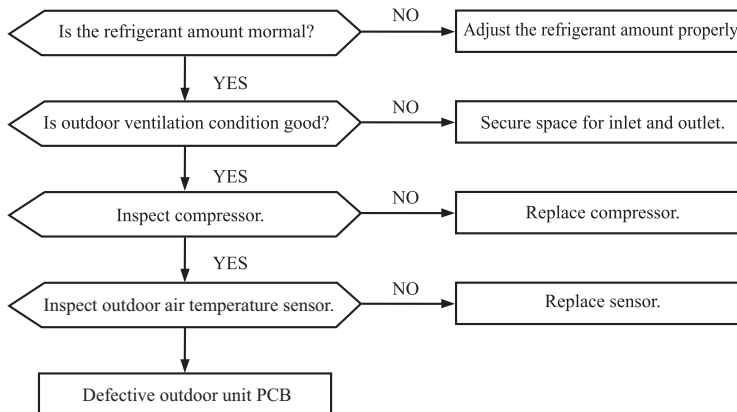 Is the refrigerant amount mormal?
NO
Adjust the refrigerant amount properly
YES
Is outdoor ventilation condition good?
NO
Secure space for inlet and outlet.
YES
Inspect compressor.
NO
Replace compressor.
YES
Inspect outdoor air temperature sensor.
NO
Replace sensor.
Defective outdoor unit PCB